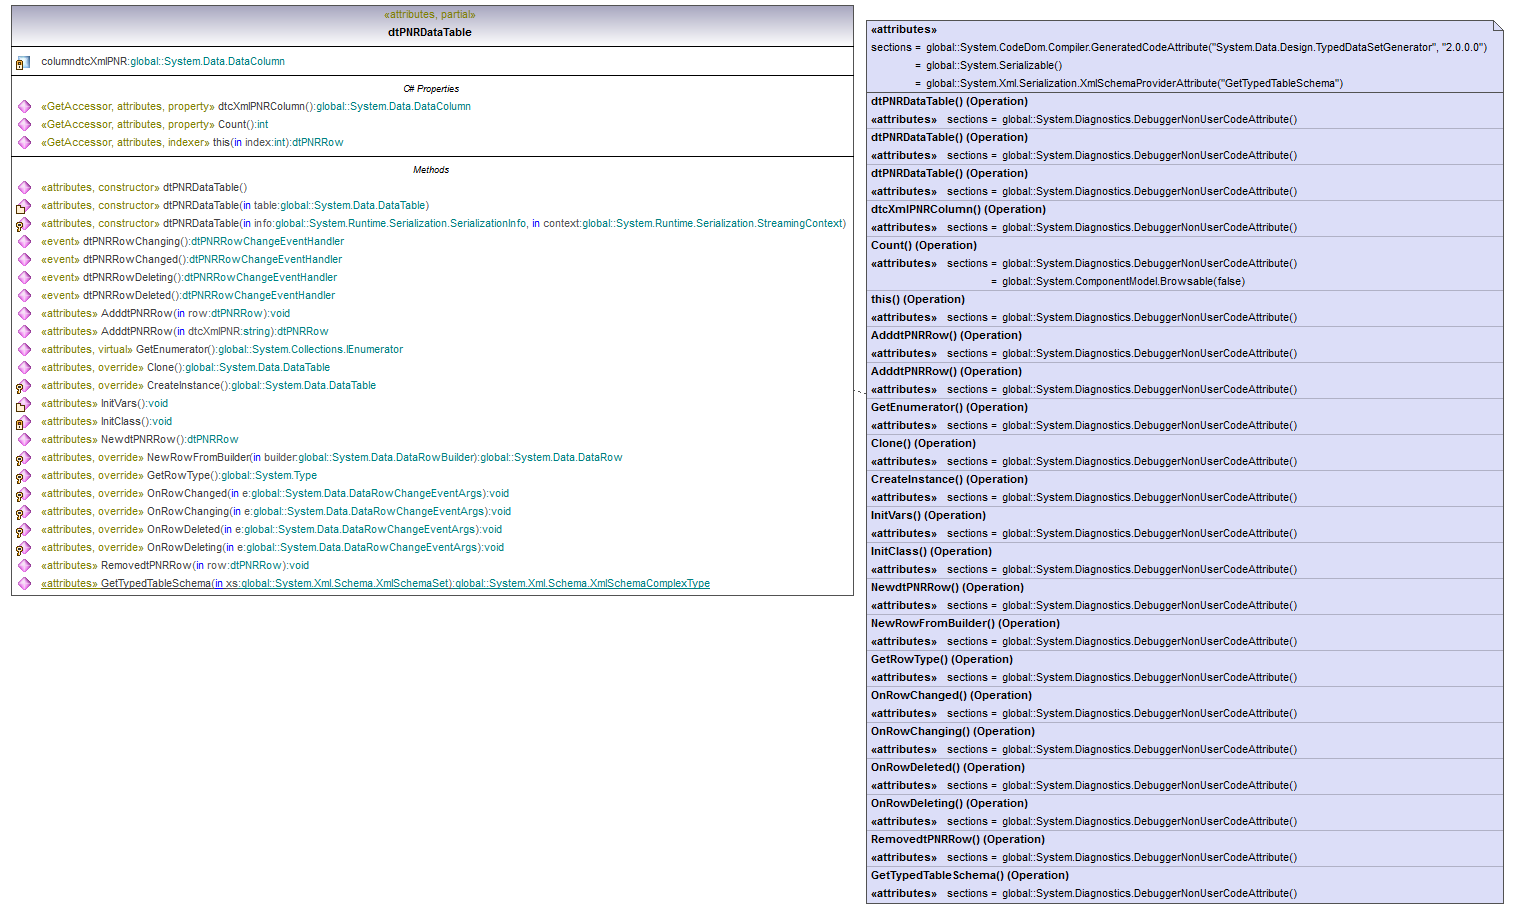 «attributes, partial»
dtPNRDataTable
columndtcXmlPNR:global::System.Data.DataColumn
C# Properties
«GetAccessor, attributes, property» dtcXmlPNRColumn():global::System.Data.DataColumn
«GetAccessor, attributes, property» Count():int
«GetAccessor, attributes, indexer» this(in index:int):dtPNRRow
Methods
«attributes, constructor» dtPNRDataTable()
«attributes, constructor» dtPNRDataTable(in table:global::System.Data.DataTable)
«attributes, constructor» dtPNRDataTable(in info:global::System.Runtime.Serialization.SerializationInfo, in context:global::System.Runtime.Serialization.StreamingContext)
«event» dtPNRRowChanging():dtPNRRowChangeEventHandler
«event» dtPNRRowChanged():dtPNRRowChangeEventHandler
«event» dtPNRRowDeleting():dtPNRRowChangeEventHandler
«event» dtPNRRowDeleted():dtPNRRowChangeEventHandler
«attributes» AdddtPNRRow(in row:dtPNRRow):void
«attributes» AdddtPNRRow(in dtcXmlPNR:string):dtPNRRow
«attributes, virtual» GetEnumerator():global::System.Collections.IEnumerator
«attributes, override» Clone():global::System.Data.DataTable
«attributes, override» CreateInstance():global::System.Data.DataTable
«attributes» InitVars():void
«attributes» InitClass():void
«attributes» NewdtPNRRow():dtPNRRow
«attributes, override» NewRowFromBuilder(in builder:global::System.Data.DataRowBuilder):global::System.Data.DataRow
«attributes, override» GetRowType():global::System.Type
«attributes, override» OnRowChanged(in e:global::System.Data.DataRowChangeEventArgs):void
«attributes, override» OnRowChanging(in e:global::System.Data.DataRowChangeEventArgs):void
«attributes, override» OnRowDeleted(in e:global::System.Data.DataRowChangeEventArgs):void
«attributes, override» OnRowDeleting(in e:global::System.Data.DataRowChangeEventArgs):void
«attributes» RemovedtPNRRow(in row:dtPNRRow):void
«attributes» GetTypedTableSchema(in xs:global::System.Xml.Schema.XmlSchemaSet):global::System.Xml.Schema.XmlSchemaComplexType
«attributes»
sections = global::System.CodeDom.Compiler.GeneratedCodeAttribute("System.Data.Design.TypedDataSetGenerator", "2.0.0.0")
= global::System.Serializable()
= global::System.Xml.Serialization.XmlSchemaProviderAttribute("GetTypedTableSchema")
dtPNRDataTable() (Operation)
«attributes» sections = global::System.Diagnostics.DebuggerNonUserCodeAttribute()
dtPNRDataTable() (Operation)
«attributes» sections = global::System.Diagnostics.DebuggerNonUserCodeAttribute()
dtPNRDataTable() (Operation)
«attributes» sections = global::System.Diagnostics.DebuggerNonUserCodeAttribute()
dtcXmlPNRColumn() (Operation)
«attributes» sections = global::System.Diagnostics.DebuggerNonUserCodeAttribute()
Count() (Operation)
«attributes» sections = global::System.Diagnostics.DebuggerNonUserCodeAttribute()
= global::System.ComponentModel.Browsable(false)
this() (Operation)
«attributes» sections = global::System.Diagnostics.DebuggerNonUserCodeAttribute()
AdddtPNRRow() (Operation)
«attributes» sections = global::System.Diagnostics.DebuggerNonUserCodeAttribute()
AdddtPNRRow() (Operation)
«attributes» sections = global::System.Diagnostics.DebuggerNonUserCodeAttribute()
GetEnumerator() (Operation)
«attributes» sections = global::System.Diagnostics.DebuggerNonUserCodeAttribute()
Clone() (Operation)
«attributes» sections = global::System.Diagnostics.DebuggerNonUserCodeAttribute()
CreateInstance() (Operation)
«attributes» sections = global::System.Diagnostics.DebuggerNonUserCodeAttribute()
InitVars() (Operation)
«attributes» sections = global::System.Diagnostics.DebuggerNonUserCodeAttribute()
InitClass() (Operation)
«attributes» sections = global::System.Diagnostics.DebuggerNonUserCodeAttribute()
NewdtPNRRow() (Operation)
«attributes» sections = global::System.Diagnostics.DebuggerNonUserCodeAttribute()
NewRowFromBuilder() (Operation)
«attributes» sections = global::System.Diagnostics.DebuggerNonUserCodeAttribute()
GetRowType() (Operation)
«attributes» sections = global::System.Diagnostics.DebuggerNonUserCodeAttribute()
OnRowChanged() (Operation)
«attributes» sections = global::System.Diagnostics.DebuggerNonUserCodeAttribute()
OnRowChanging() (Operation)
«attributes» sections = global::System.Diagnostics.DebuggerNonUserCodeAttribute()
OnRowDeleted() (Operation)
«attributes» sections = global::System.Diagnostics.DebuggerNonUserCodeAttribute()
OnRowDeleting() (Operation)
«attributes» sections = global::System.Diagnostics.DebuggerNonUserCodeAttribute()
RemovedtPNRRow() (Operation)
«attributes» sections = global::System.Diagnostics.DebuggerNonUserCodeAttribute()
GetTypedTableSchema() (Operation)
«attributes» sections = global::System.Diagnostics.DebuggerNonUserCodeAttribute()